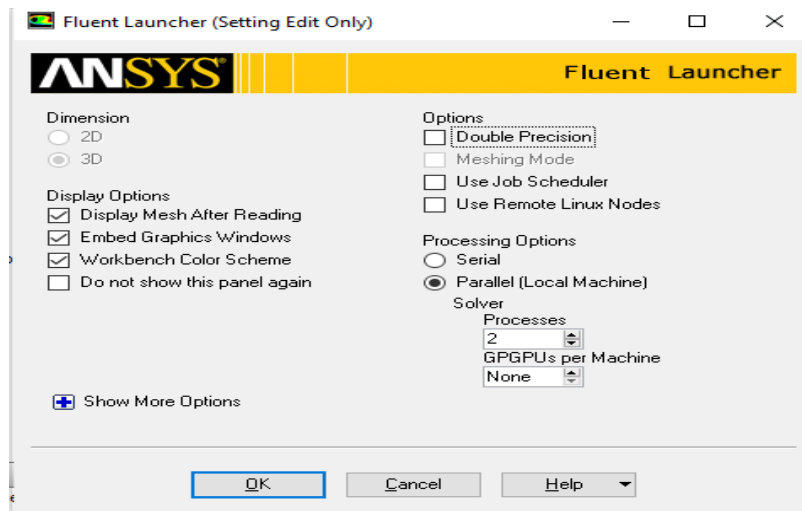 Fluent Launcher (Setting Edit Only)
ANSYS
Fluent Launcher
Dimension
2D
3D
Display Options
Display Mesh After Reading
Embed Graphics Windows
Workbench Color Scheme
Do not show this panel again
Show More Options
Options
Double Precision
Meshing Mode
Use Job Scheduler
Use Remote Linux Nodes
Processing Options
Serial
Parallel (Local Machine)
Solver
Processes
2
GPGPUs per Machine
None
OK
Cancel
Help